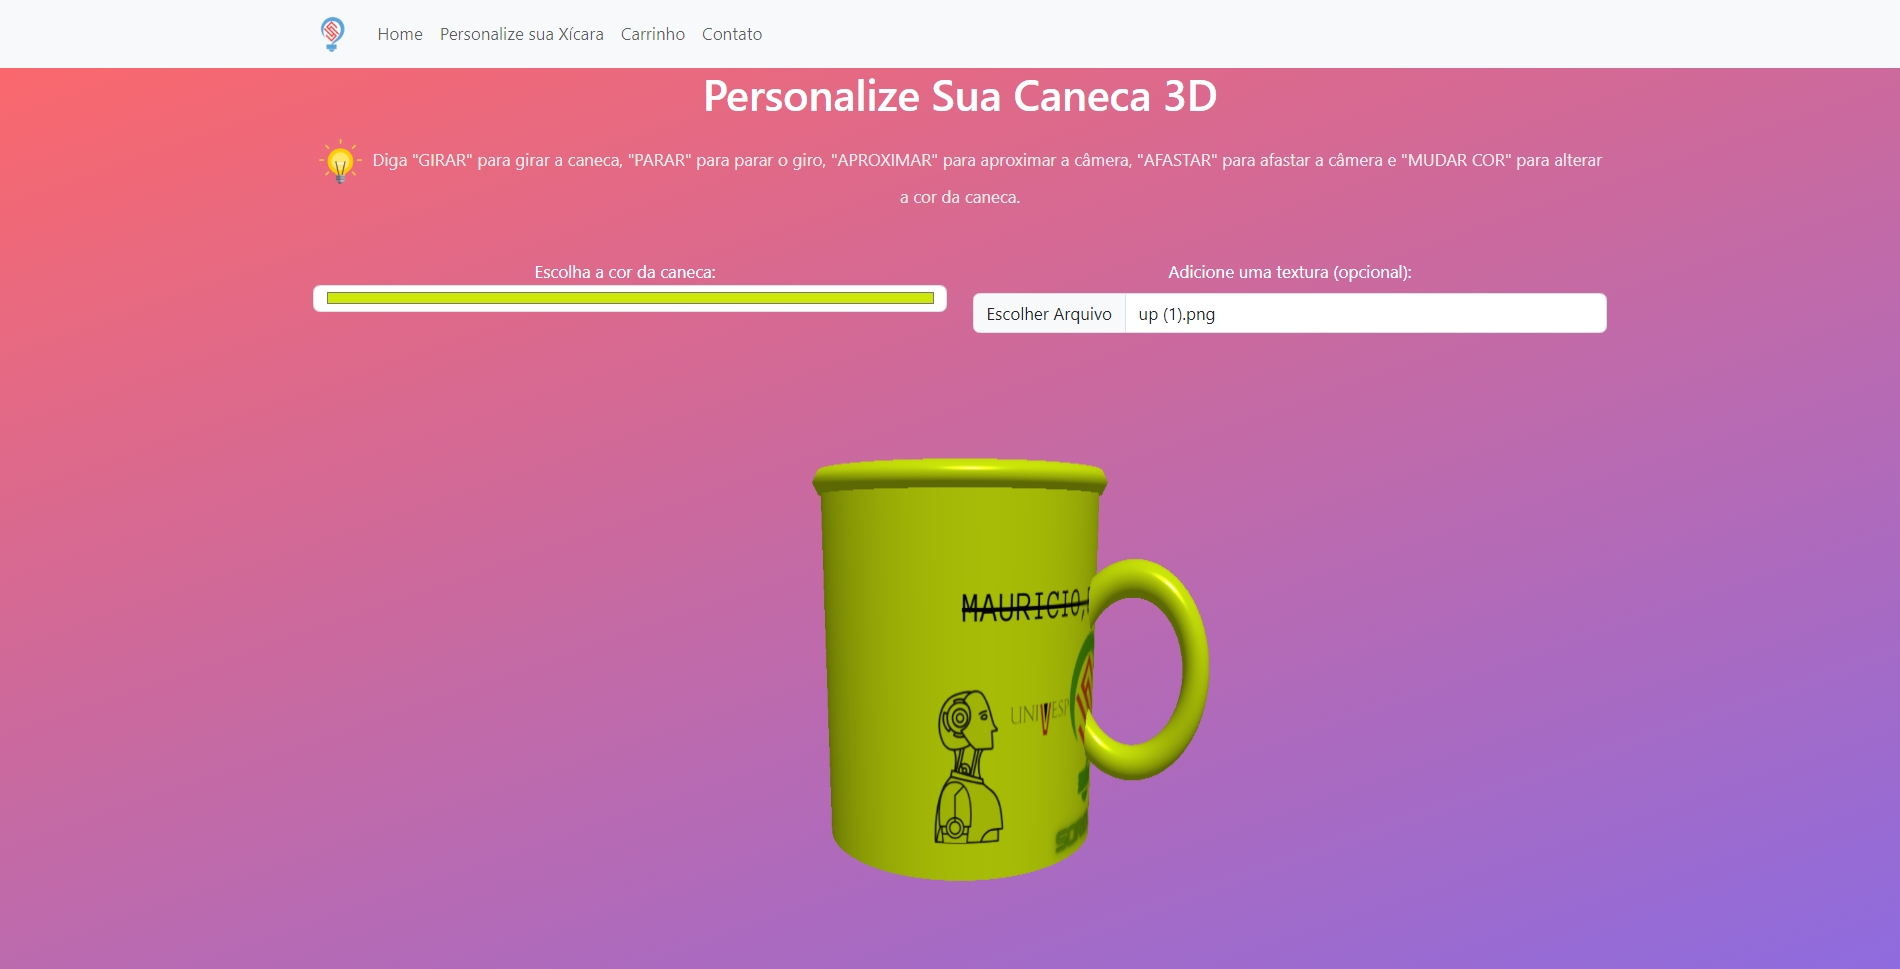 Home Personalize sua Xícara Carrinho Contato
Personalize Sua Caneca 3D
Diga "GIRAR" para girar a caneca, "PARAR" para parar o giro, "APROXIMAR" para aproximar a câmera, "AFASTAR" para afastar a câmera e "MUDAR COR" para alterar
a cor da caneca.
Escolha a cor da caneca:
Adicione uma textura (opcional):
Escolher Arquivo up (1).png
MAURICIO,
UNIVESP